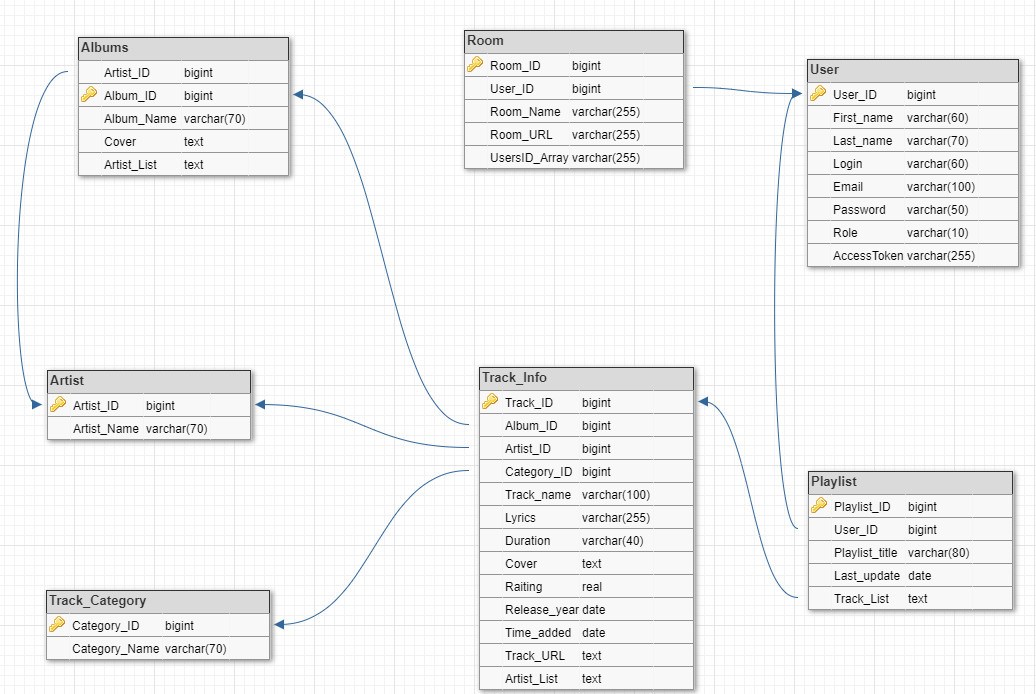 Albums
Artist_ID bigint
Album_ID bigint
Album_Name varchar(70)
Cover text
Artist_List text
Room
Room_ID bigint
User_ID bigint
Room_Name varchar(255)
Room_URL varchar(255)
UsersID_Array varchar(255)
User
User_ID bigint
First_name varchar(60)
Last_name varchar(70)
Login varchar(60)
Email varchar(100)
Password varchar(50)
Role varchar(10)
AccessToken varchar(255)
Artist
Artist_ID bigint
Artist_Name varchar(70)
Track_Info
Track_ID bigint
Album_ID bigint
Artist_ID bigint
Category_ID bigint
Track_name varchar(100)
Lyrics varchar(255)
Duration varchar(40)
Cover text
Raiting real
Release_year date
Time_added date
Track_URL text
Artist_List text
Playlist
Playlist_ID bigint
User_ID bigint
Playlist_title varchar(80)
Last_update date
Track_List text
Track_Category
Category_ID bigint
Category_Name varchar(70)